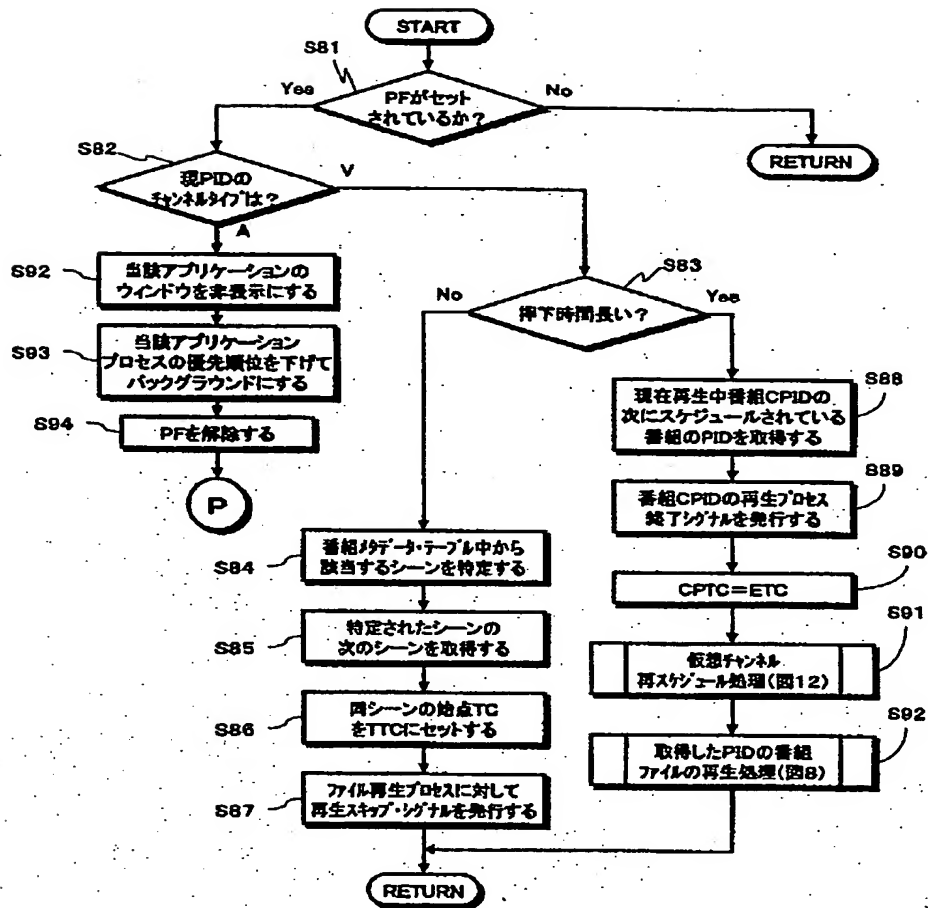 START
S81
Yes
PFがセット
されているか？
No
RETURN
S82
現PIDの
チャンネルタイプは？
V
A
S92
当該アプリケーションの
ウィンドウを非表示にする
S93
当該アプリケーション
プロセスの優先順位を下げて
バックグラウンドにする
S94
PFを解除する
P
S83
No
押下時間長い？
Yes
S88
現在再生中番組CPIDの
次にスケジュールされている
番組のPIDを取得する
S89
番組CPIDの再生プロセス
終了シグナルを発行する
S90
CPTC=ETC
S91
仮想チャンネル
再スケジュール処理(図12)
S92
取得したPIDの番組
ファイルの再生処理(図8)
S84
番組メタデータ・テーブル中から
該当するシーンを特定する
S85
特定されたシーンの
次のシーンを取得する
S86
同シーンの始点TC
をTTCにセットする
S87
ファイル再生プロセスに対して
再生スキップ・シグナルを発行する
RETURN